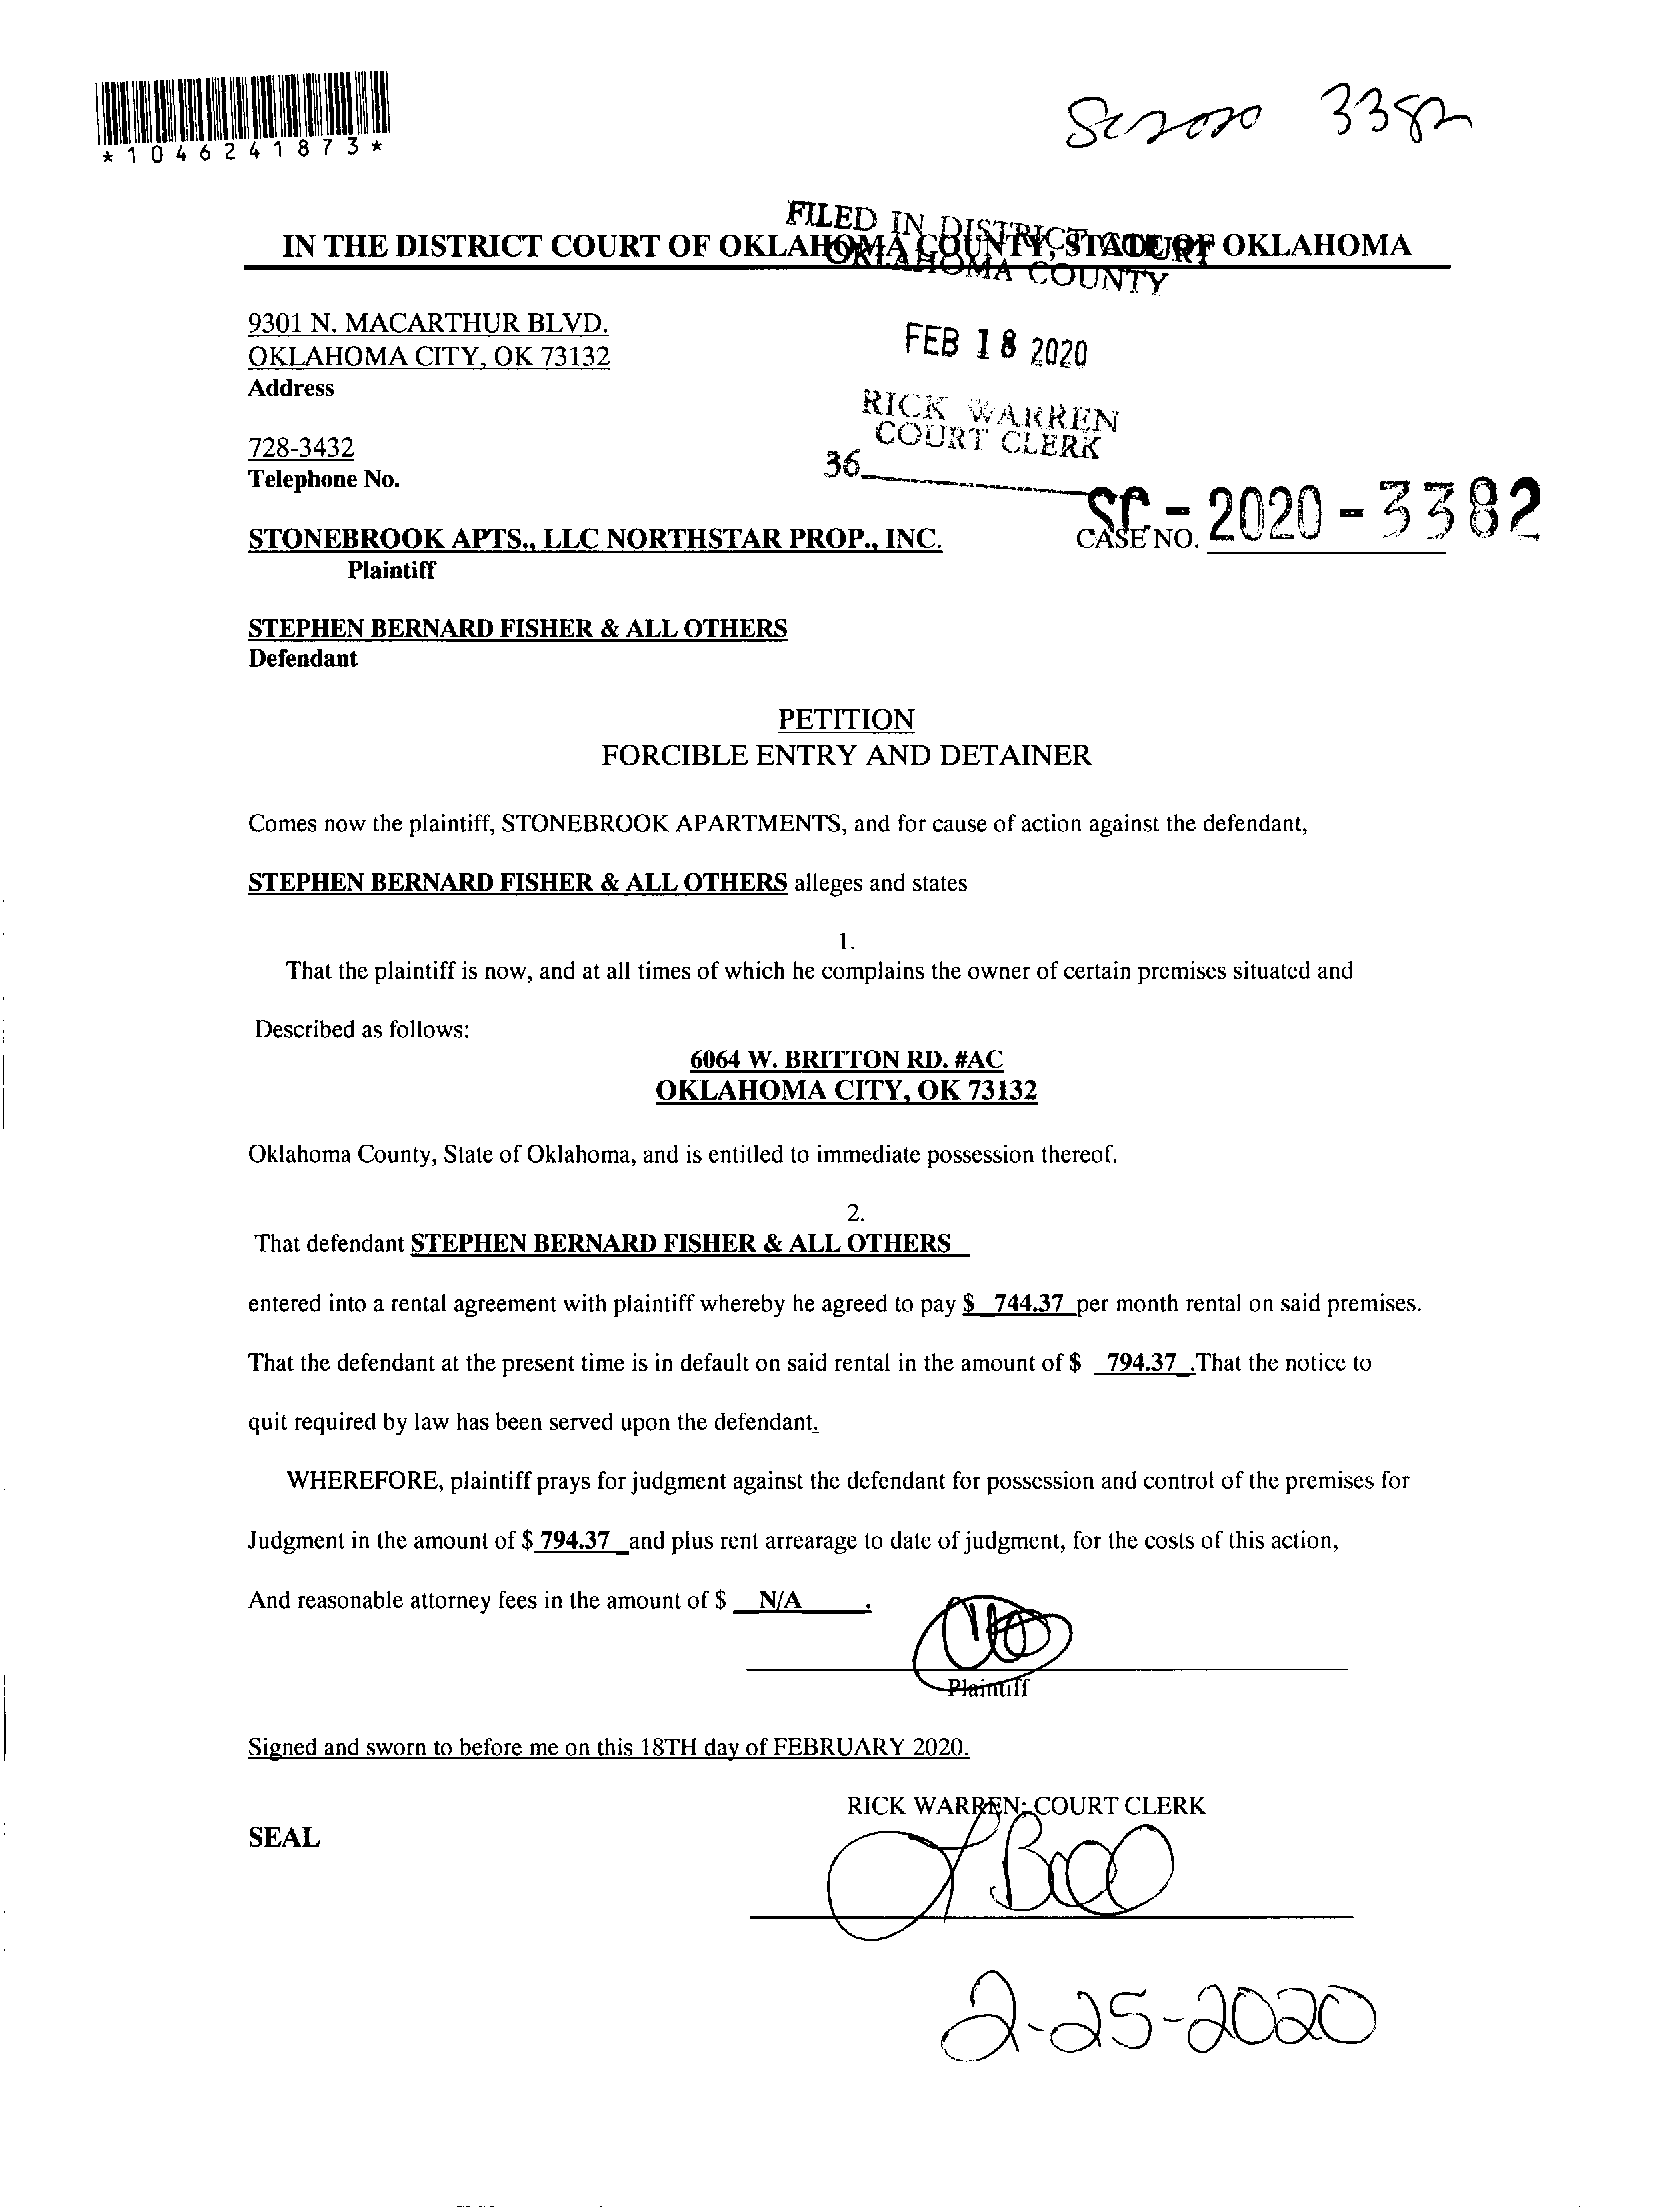 *1046241873*
SC2020 3382
FILED IN DISTRICT COURT
OKLAHOMA COUNTY
IN THE DISTRICT COURT OF OKLAHOMA COUNTY, STATE OF OKLAHOMA
9301 N. MACARTHUR BLVD.
OKLAHOMA CITY, OK 73132
Address
FEB 18 2020
RICK WARREN
COURT CLERK
728-3432
Telephone No.
36
SC - 2020 - 3382
STONEBROOK APTS., LLC NORTHSTAR PROP., INC. CASE NO.
Plaintiff
STEPHEN BERNARD FISHER & ALL OTHERS
Defendant
PETITION
FORCIBLE ENTRY AND DETAINER
Comes now the plaintiff, STONEBROOK APARTMENTS, and for cause of action against the defendant,
STEPHEN BERNARD FISHER & ALL OTHERS alleges and states
1.
That the plaintiff is now, and at all times of which he complains the owner of certain premises situated and
Described as follows:
6064 W. BRITTON RD. #AC
OKLAHOMA CITY, OK 73132
Oklahoma County, State of Oklahoma, and is entitled to immediate possession thereof.
2.
That defendant STEPHEN BERNARD FISHER & ALL OTHERS
entered into a rental agreement with plaintiff whereby he agreed to pay $ 744.37 per month rental on said premises.
That the defendant at the present time is in default on said rental in the amount of $ 794.37 .That the notice to
quit required by law has been served upon the defendant.
WHEREFORE, plaintiff prays for judgment against the defendant for possession and control of the premises for
Judgment in the amount of $ 794.37 and plus rent arrearage to date of judgment, for the costs of this action,
And reasonable attorney fees in the amount of $ N/A .
Plaintiff
Signed and sworn to before me on this 18TH day of FEBRUARY 2020.
RICK WARREN; COURT CLERK
SEAL
2-25-2020